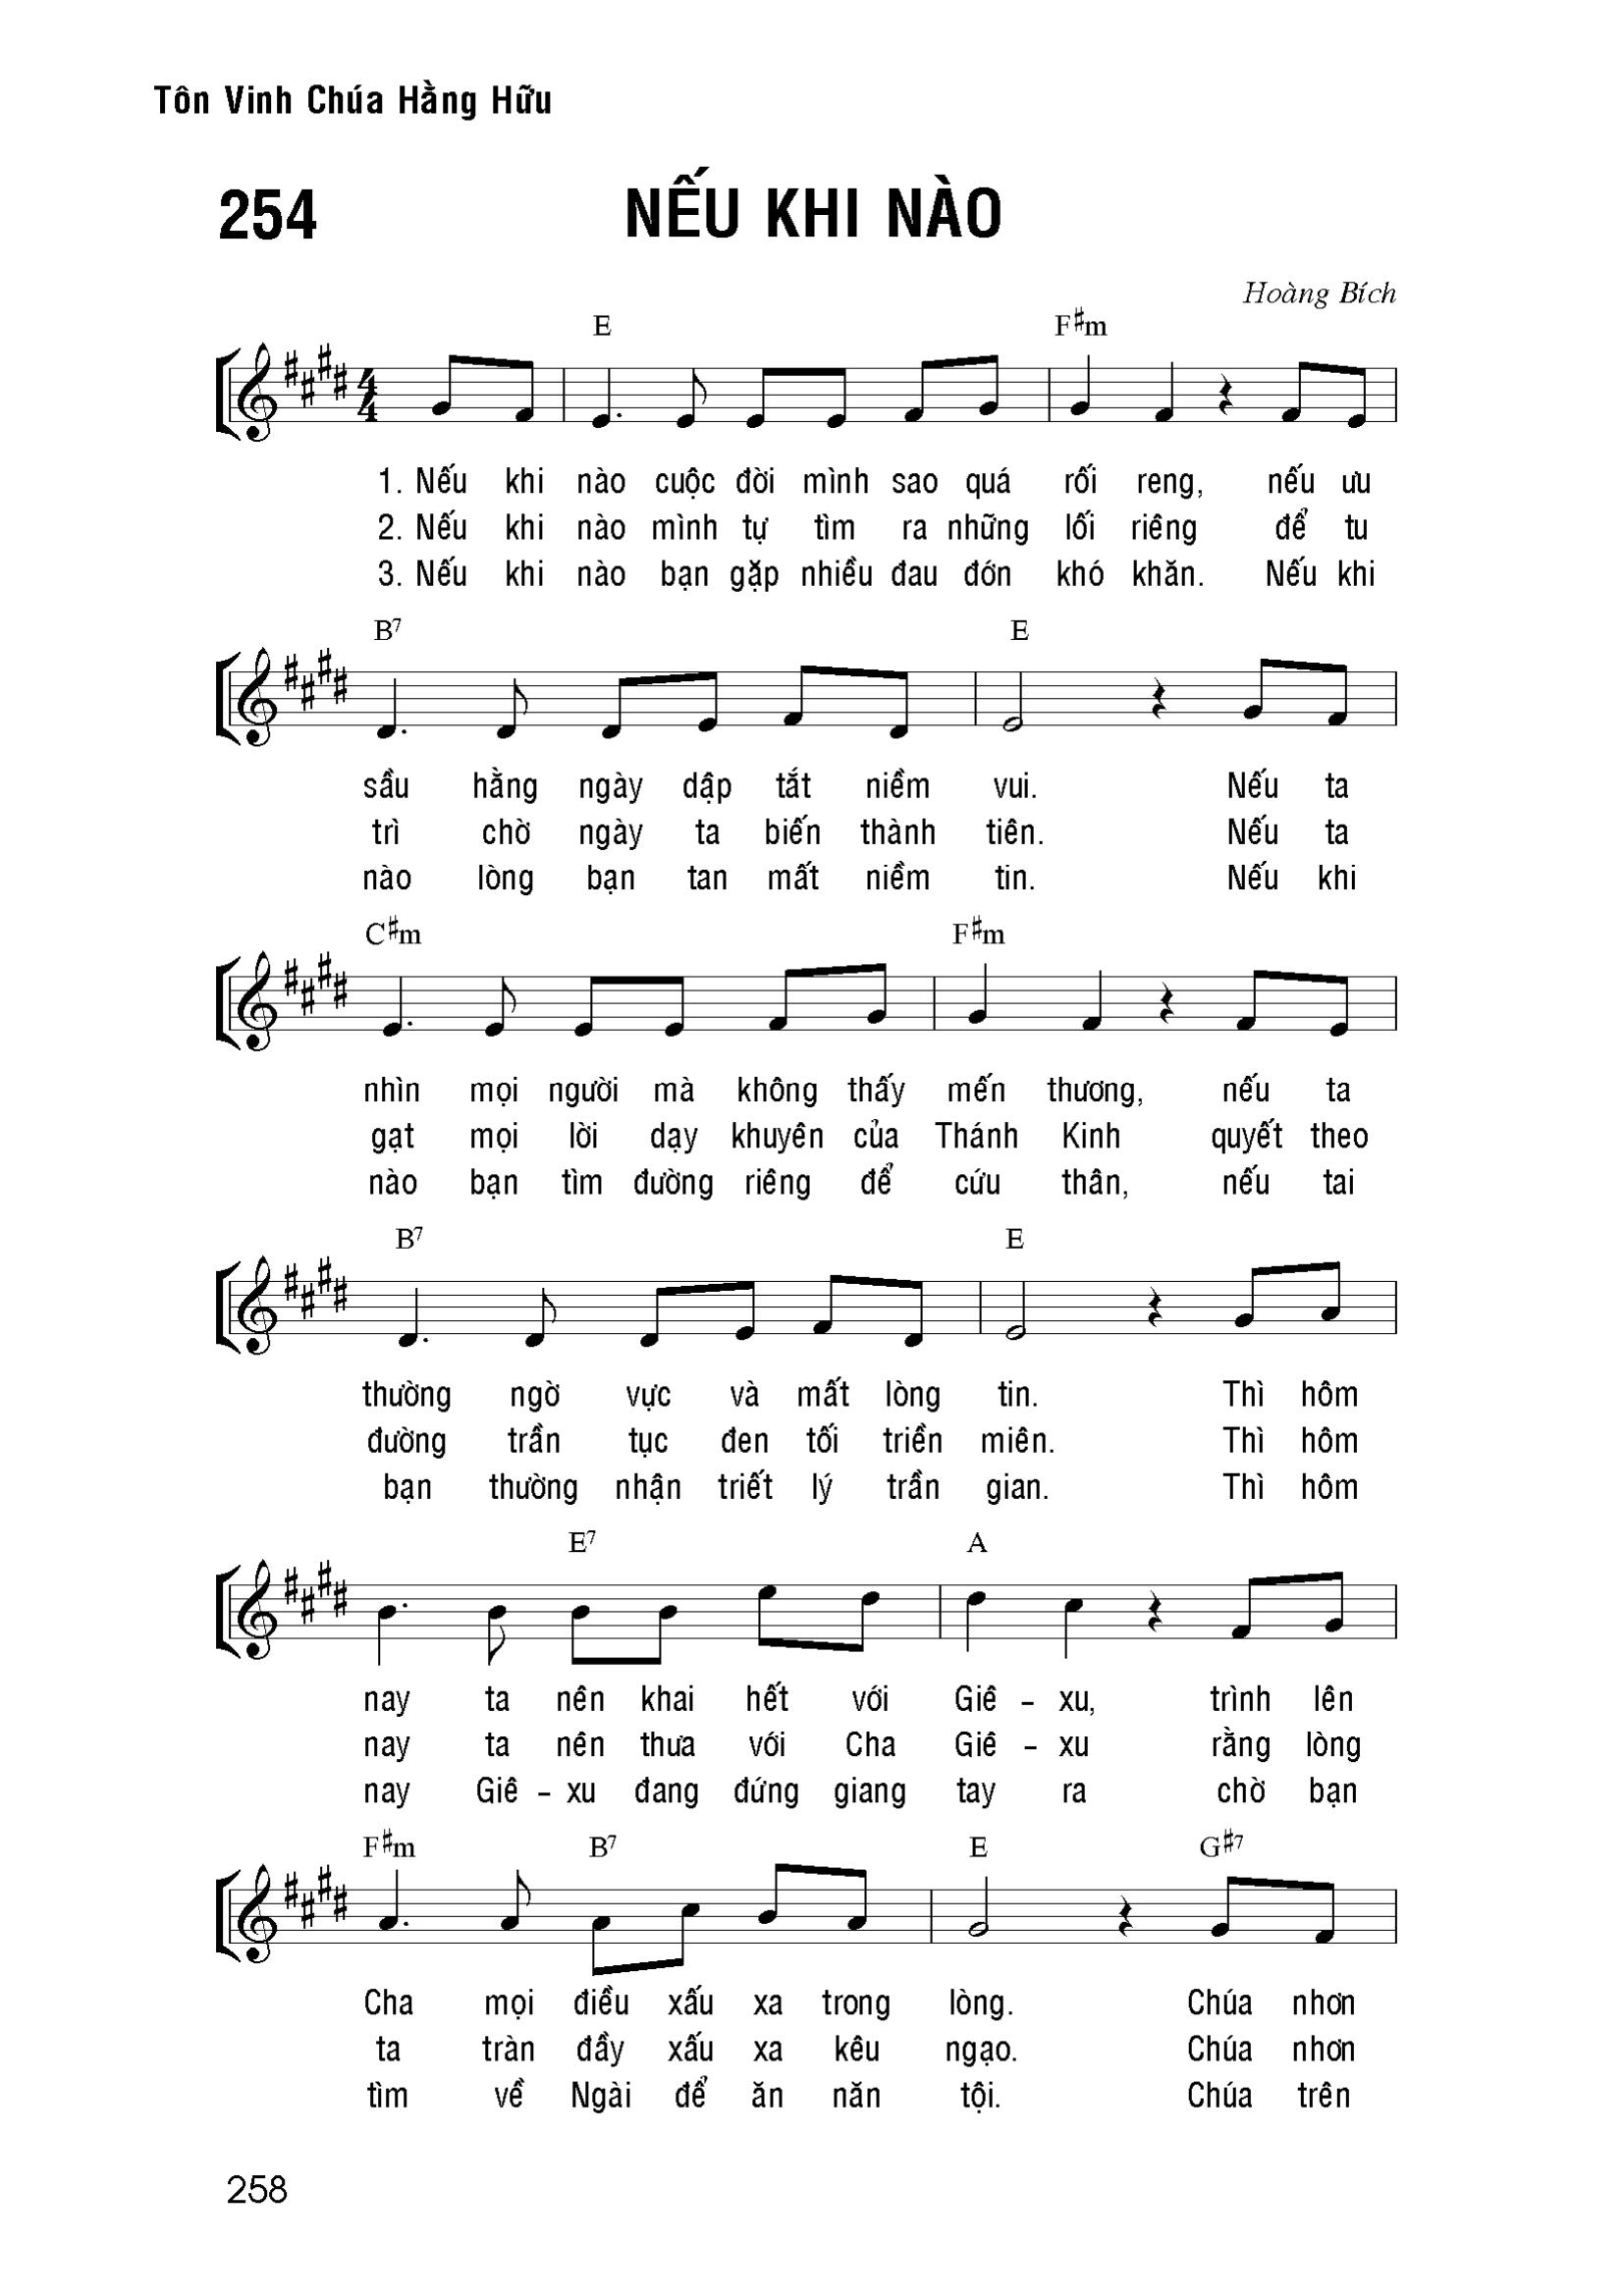 Tôn Vinh Chúa Hằng Hữu
254 NẾU KHI NÀO
Hoàng Bích
E F♯m
4
4
1. Nếu khi nào cuộc đời mình sao quá rối reng, nếu ưu
2. Nếu khi nào mình tự tìm ra những lối riêng để tu
3. Nếu khi nào bạn gặp nhiều đau đớn khó khăn. Nếu khi
B7 E
sầu hằng ngày dập tắt niềm vui. Nếu ta
trì chờ ngày ta biến thành tiên. Nếu ta
nào lòng bạn tan mất niềm tin. Nếu khi
C♯m F♯m
nhìn mọi người mà không thấy mến thương, nếu ta
gạt mọi lời dạy khuyên của Thánh Kinh quyết theo
nào bạn tìm đường riêng để cứu thân, nếu tai
B7 E
thường ngờ vực và mất lòng tin. Thì hôm
đường trần tục đen tối triền miên. Thì hôm
bạn thường nhận triết lý trần gian. Thì hôm
E7 A
nay ta nên khai hết với Giê – xu, trình lên
nay ta nên thưa với Cha Giê – xu rằng lòng
nay Giê – xu đang đứng giang tay ra chờ bạn
F♯m B7 E G♯7
Cha mọi điều xấu xa trong lòng. Chúa nhơn
ta tràn đầy xấu xa kêu ngạo. Chúa nhơn
tìm về Ngài để ăn năn tội. Chúa trên
258